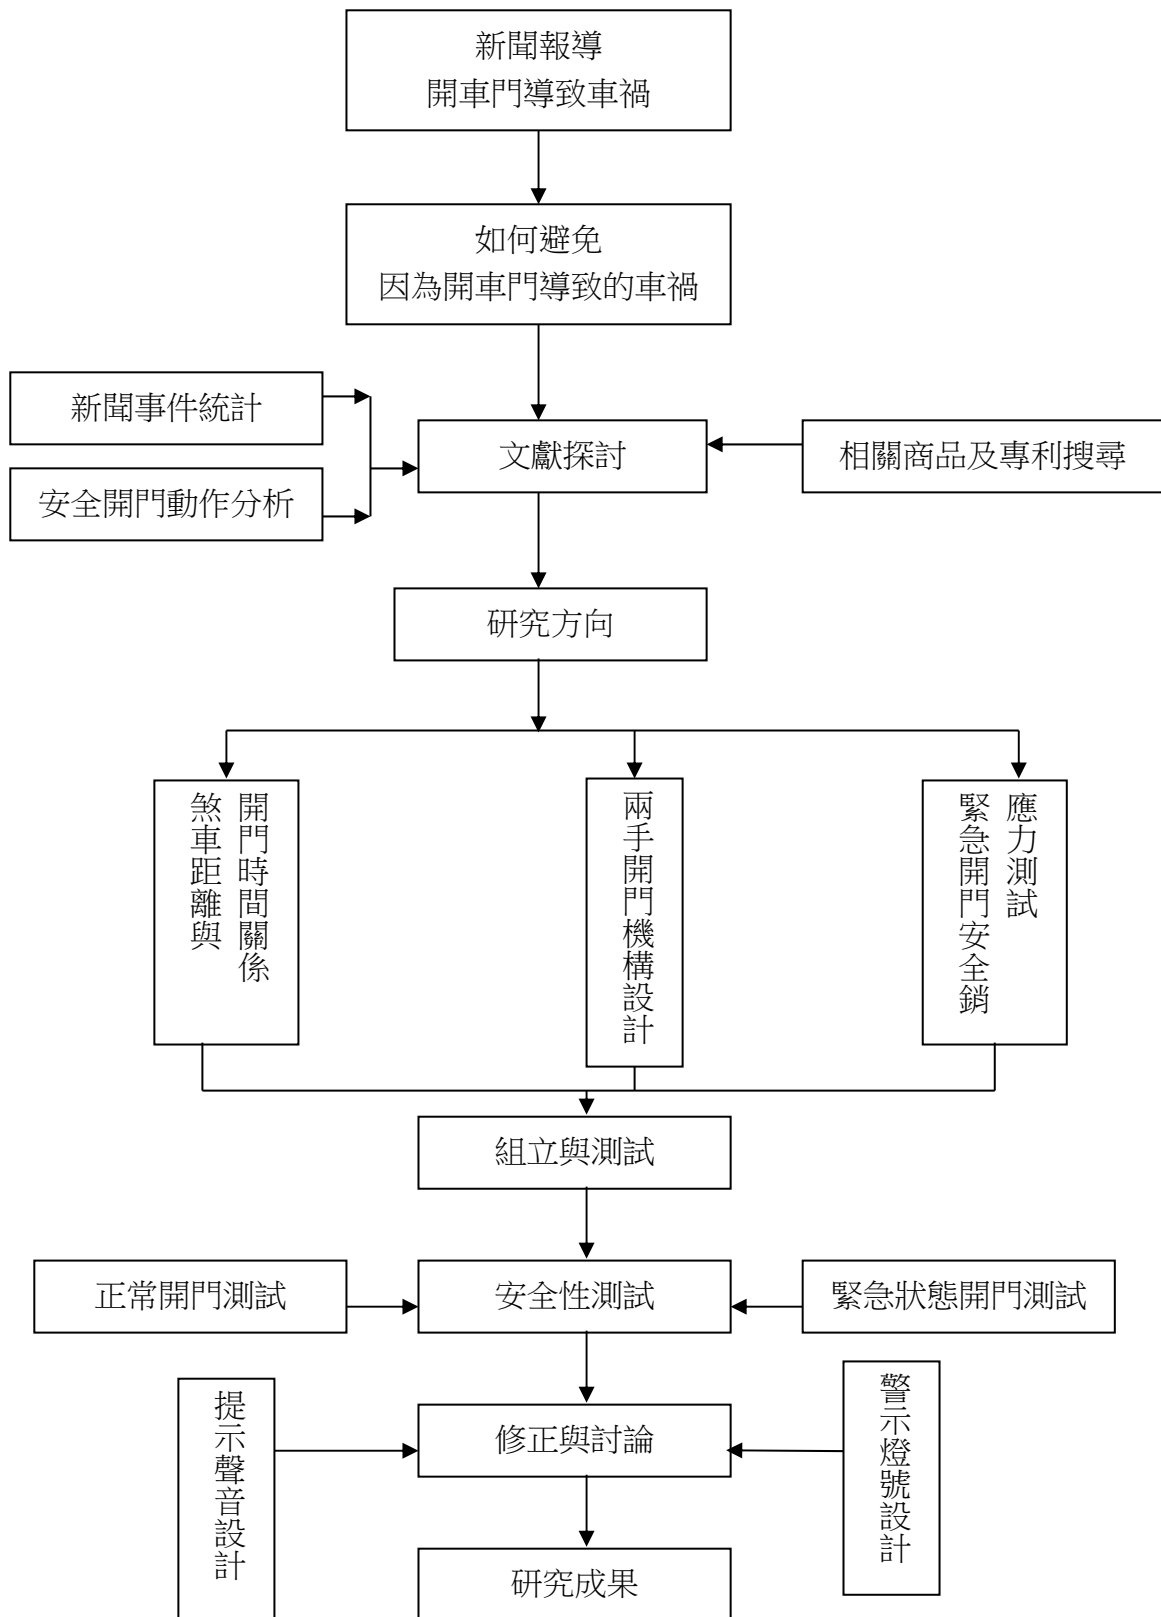 新聞報導
開車門導致車禍
如何避免
因為開車門導致的車禍
新聞事件統計
安全開門動作分析
文獻探討
相關商品及專利搜尋
研究方向
煞車距離與
開門時間關係
兩手開門機構設計
緊急開門安全銷
應力測試
組立與測試
正常開門測試
安全性測試
緊急狀態開門測試
提示聲音設計
修正與討論
警示燈號設計
研究成果